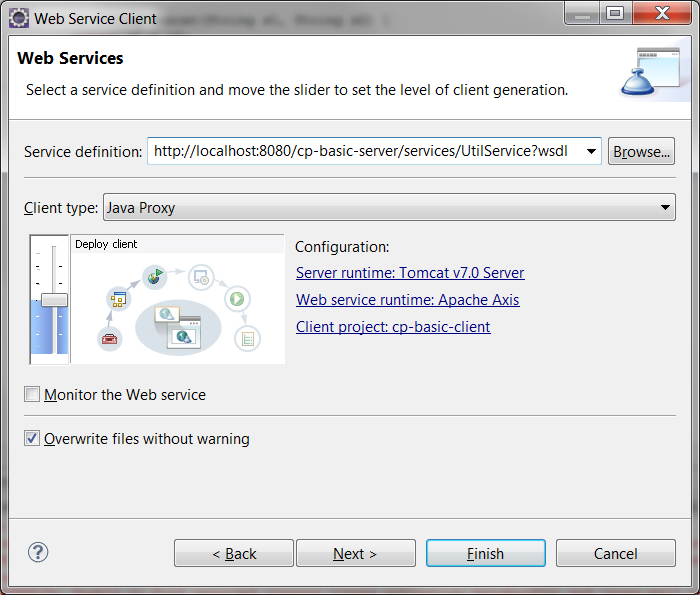 Web Service Client
Web Services
Select a service definition and move the slider to set the level of client generation.
Service definition: http://localhost:8080/cp-basic-server/services/UtilService?wsdl Browse...
Client type: Java Proxy
Deploy client
Configuration:
Server runtime: Tomcat v7.0 Server
Web service runtime: Apache Axis
Client project: cp-basic-client
Monitor the Web service
Overwrite files without warning
? < Back Next > Finish Cancel